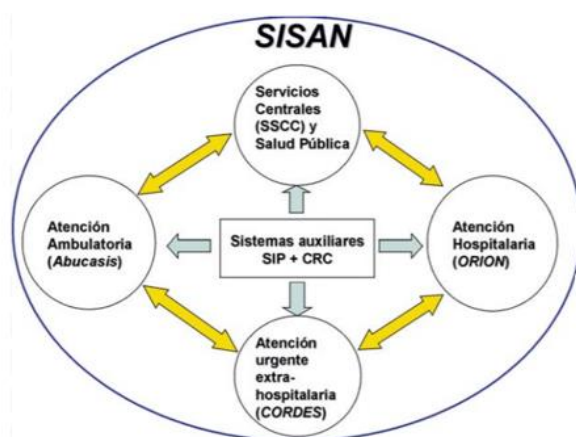 SISAN
Servicios
Centrales
(SSCC) y
Salud Pública
Atención
Ambulatoria
(Abucasis)
Sistemas auxiliares
SIP + CRC
Atención
Hospitalaria
(ORION)
Atención
urgente
extra-
hospitalaria
(CORDES)